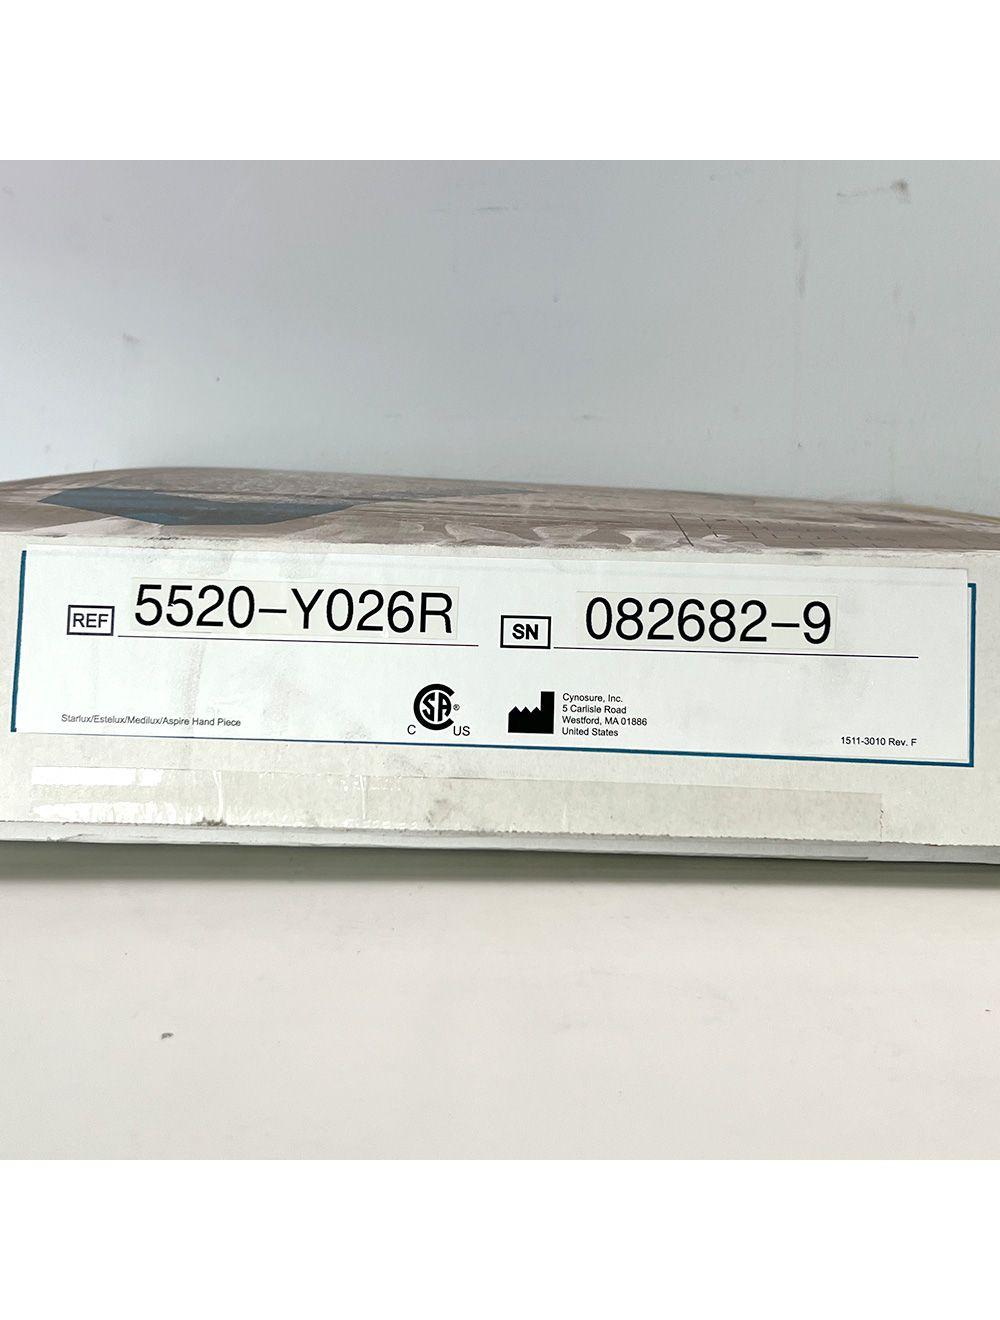 REF 5520-Y026R SN 082682-9
Starlux/Estelux/Medilux/Aspire Hand Piece
CSA®
C US
Cynosure, Inc.
5 Carlisle Road
Westford, MA 01886
United States
1511-3010 Rev. F